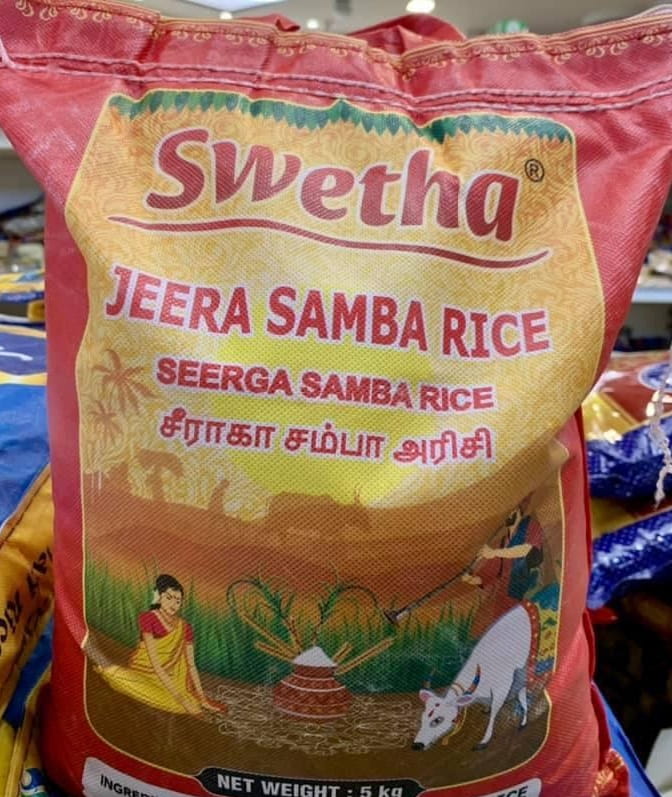 Swetha®
JEERA SAMBA RICE
SEERGA SAMBA RICE
சீராகா சம்பா அரிசி
NET WEIGHT : 5 kg